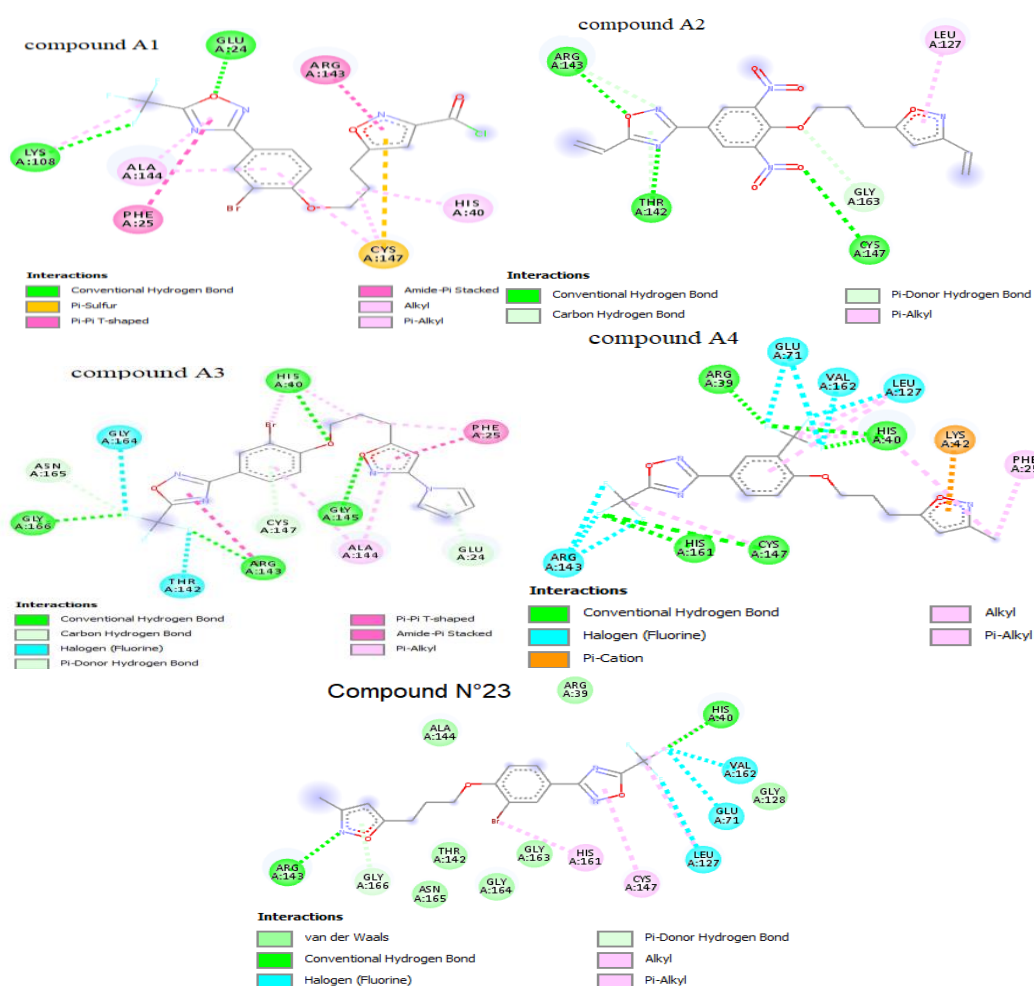 compound A1
GLU
A:24
ARG
A:143
LYS
A:108
ALA
A:144
PHE
A:25
HIS
A:40
CYS
A:147
O
N
N
O
N
O
Cl
Br
O
Interactions
Conventional Hydrogen Bond
Pi-Sulfur
Pi-Pi T-shaped
Amide-Pi Stacked
Alkyl
Pi-Alkyl
compound A2
LEU
A:127
ARG
A:143
THR
A:142
GLY
A:163
CYS
A:147
Interactions
Conventional Hydrogen Bond
Carbon Hydrogen Bond
Pi-Donor Hydrogen Bond
Pi-Alkyl
compound A3
HIS
A:40
GLY
A:164
PHE
A:25
ASN
A:165
GLY
A:166
CYS
A:147
GLY
A:145
ALA
A:144
GLU
A:24
ARG
A:143
THR
A:142
Br
Interactions
Conventional Hydrogen Bond
Carbon Hydrogen Bond
Halogen (Fluorine)
Pi-Donor Hydrogen Bond
Pi-Pi T-shaped
Amide-Pi Stacked
Pi-Alkyl
compound A4
GLU
A:71
ARG
A:39
VAL
A:162
LEU
A:127
HIS
A:40
LYS
A:42
PHE
A:25
ARG
A:143
HIS
A:161
CYS
A:147
Interactions
Conventional Hydrogen Bond
Halogen (Fluorine)
Pi-Cation
Alkyl
Pi-Alkyl
Compound N°23
ARG
A:39
ALA
A:144
HIS
A:40
VAL
A:162
GLY
A:128
GLU
A:71
LEU
A:127
THR
A:142
GLY
A:163
HIS
A:161
ARG
A:143
GLY
A:166
ASN
A:165
GLY
A:164
CYS
A:147
Br
Interactions
van der Waals
Conventional Hydrogen Bond
Halogen (Fluorine)
Pi-Donor Hydrogen Bond
Alkyl
Pi-Alkyl